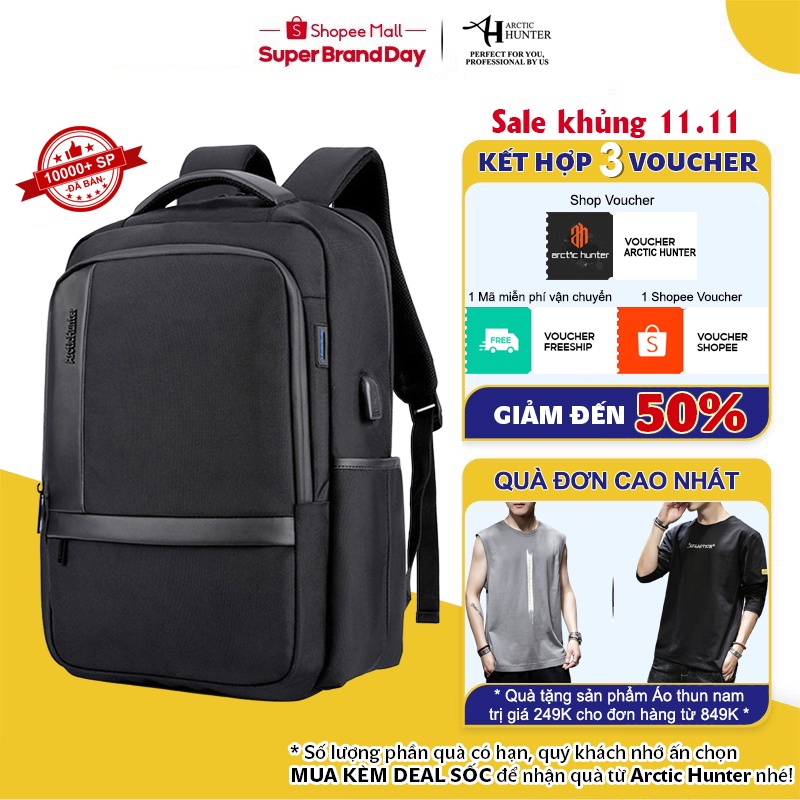 Shopee Mall
Super Brand Day
ARCTIC
HUNTER
PERFECT FOR YOU,
PROFESSIONAL BY US
10000+ SP
ĐÃ BÁN
Sale khủng 11.11
KẾT HỢP 3 VOUCHER
Shop Voucher
arctic hunter
VOUCHER
ARCTIC HUNTER
1 Mã miễn phí vận chuyển
1 Shopee Voucher
FREE
VOUCHER
FREESHIP
VOUCHER
SHOPEE
GIẢM ĐẾN 50%
ArcticHunter
QUÀ ĐƠN CAO NHẤT
* Quà tặng sản phẩm Áo thun nam
trị giá 249K cho đơn hàng từ 849K *
* Số lượng phần quà có hạn, quý khách nhớ ấn chọn
MUA KÈM DEAL SỐC để nhận quà từ Arctic Hunter nhé!